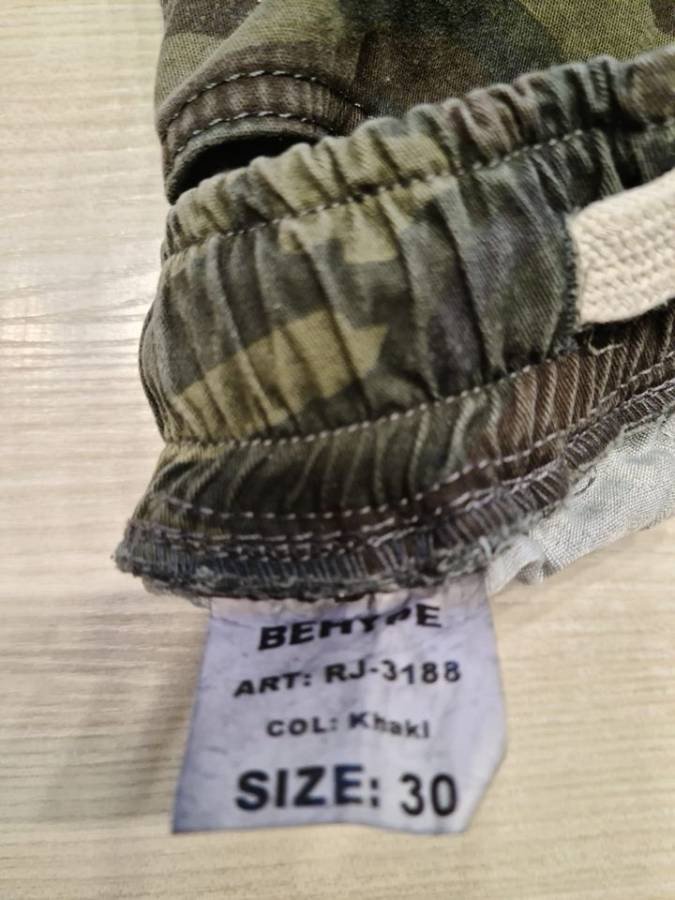 BEHYPE
ART: RJ-3188
COL: Khaki
SIZE: 30